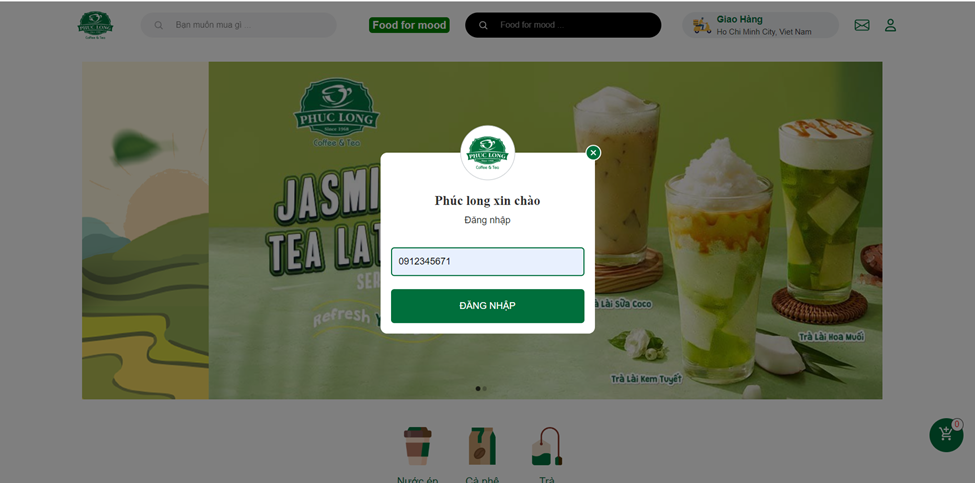 PHUC LONG
Coffee & Tea
Bạn muốn mua gì ...
Food for mood
Food for mood ...
Giao Hàng
Ho Chi Minh City, Viet Nam
PHUC LONG
Since 1968
Coffee & Tea
JASMI
TEA LAT
SER
Refresh Y
PHUC LONG
Coffee & Tea
×
Phúc long xin chào
Đăng nhập
0912345671
ĐĂNG NHẬP
Lài Sữa Coco
Trà Lài Hoa Muối
Trà Lài Kem Tuyết
0
Nước ép
Cà phê
Trà